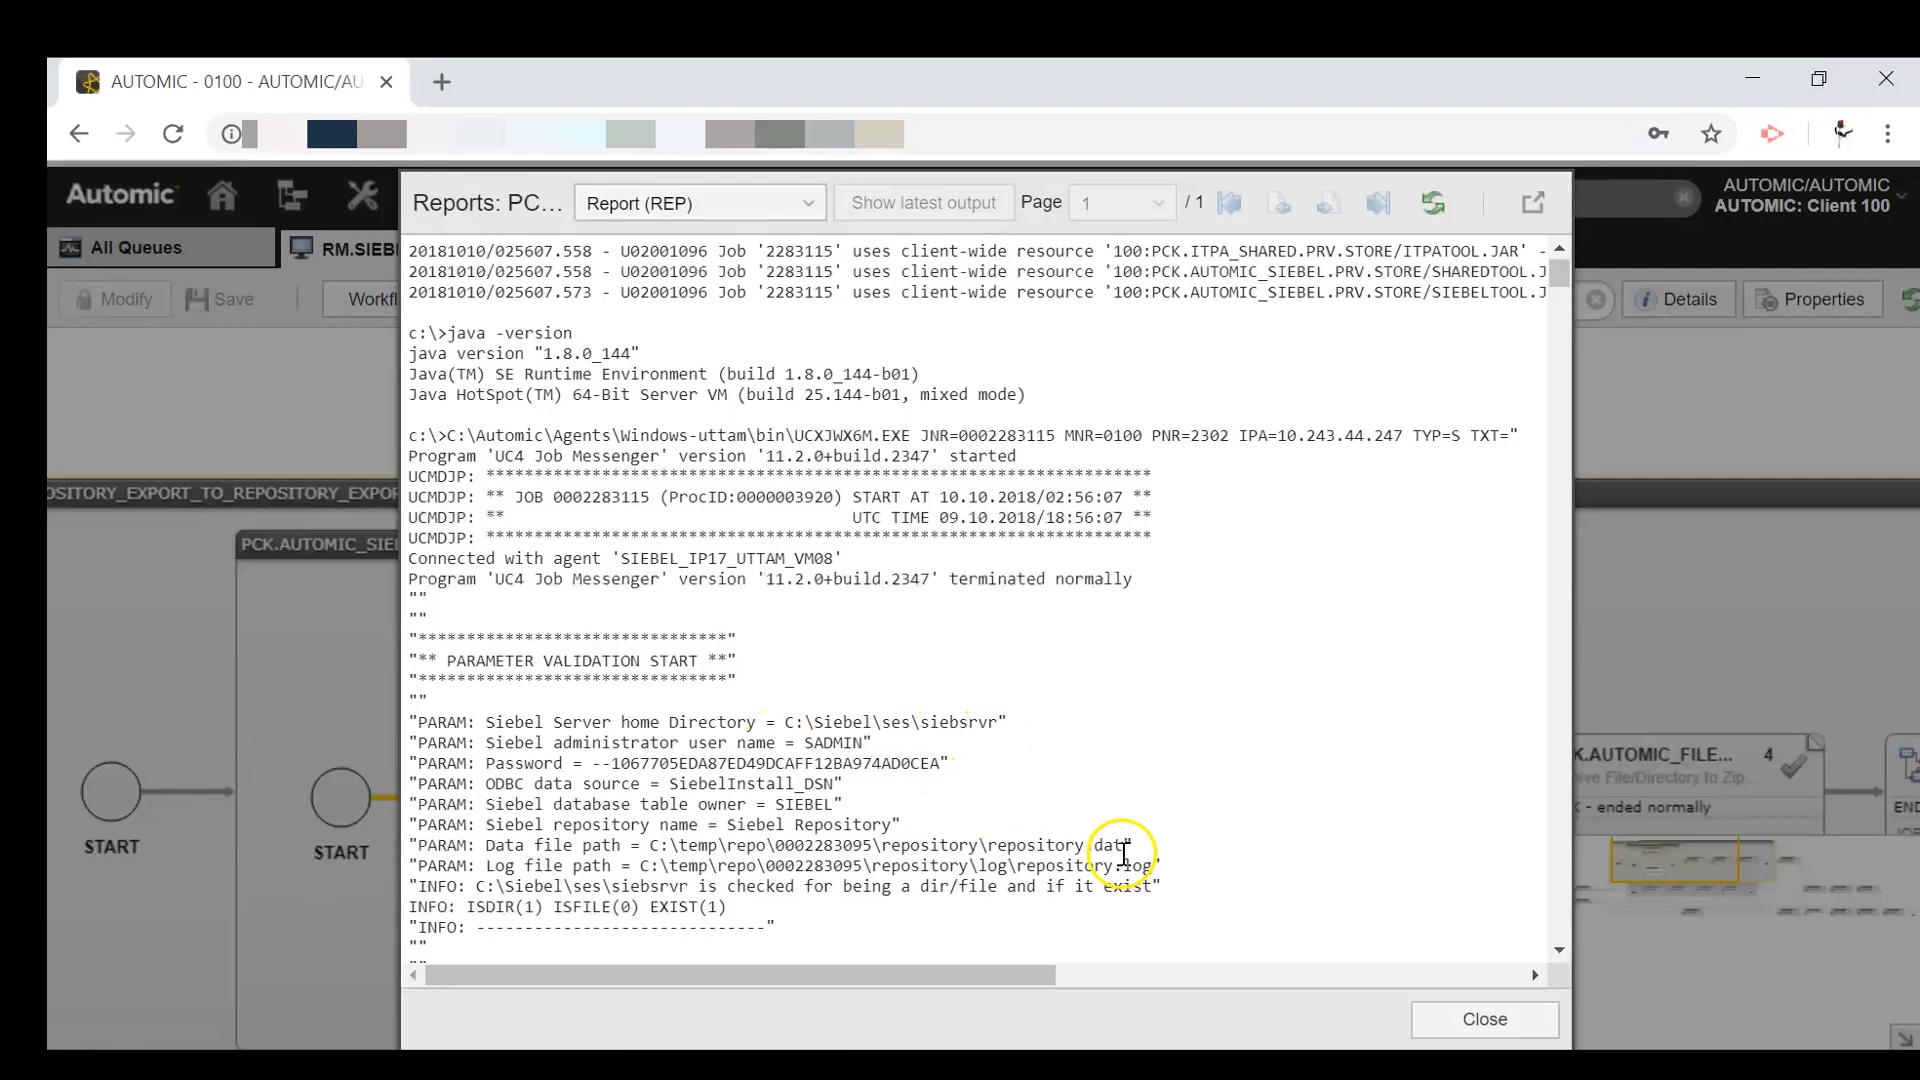 AUTOMIC - 0100 - AUTOMIC/AU
Automic
AUTOMIC/AUTOMIC
AUTOMIC: Client 100
All Queues
RM.SIEB
Modify
Save
Workfl
Details
Properties
Reports: PC...
Report (REP)
Show latest output
Page
1
/ 1
20181010/025607.558 - U02001096 Job '2283115' uses client-wide resource '100:PCK.ITPA_SHARED.PRV.STORE/ITPATOOL.JAR' -
20181010/025607.558 - U02001096 Job '2283115' uses client-wide resource '100:PCK.AUTOMIC_SIEBEL.PRV.STORE/SHAREDTOOL.J
20181010/025607.573 - U02001096 Job '2283115' uses client-wide resource '100:PCK.AUTOMIC_SIEBEL.PRV.STORE/SIEBELTOOL.J
c:\>java -version
java version "1.8.0_144"
Java(TM) SE Runtime Environment (build 1.8.0_144-b01)
Java HotSpot(TM) 64-Bit Server VM (build 25.144-b01, mixed mode)
c:\>C:\Automic\Agents\Windows-uttam\bin\UCXJWX6M.EXE JNR=0002283115 MNR=0100 PNR=2302 IPA=10.243.44.247 TYP=S TXT="
Program 'UC4 Job Messenger' version '11.2.0+build.2347' started
UCMDJP: *********************************************************************
UCMDJP: ** JOB 0002283115 (ProcID:0000003920) START AT 10.10.2018/02:56:07 **
UCMDJP: ** UTC TIME 09.10.2018/18:56:07 **
UCMDJP: *********************************************************************
Connected with agent 'SIEBEL_IP17_UTTAM_VM08'
Program 'UC4 Job Messenger' version '11.2.0+build.2347' terminated normally
""
""
"********************************"
"** PARAMETER VALIDATION START **"
"********************************"
""
"PARAM: Siebel Server home Directory = C:\Siebel\ses\siebsrvr"
"PARAM: Siebel administrator user name = SADMIN"
"PARAM: Password = --1067705EDA87ED49DCAFF12BA974AD0CEA"
"PARAM: ODBC data source = SiebelInstall_DSN"
"PARAM: Siebel database table owner = SIEBEL"
"PARAM: Siebel repository name = Siebel Repository"
"PARAM: Data file path = C:\temp\repo\0002283095\repository\repository.dat"
"PARAM: Log file path = C:\temp\repo\0002283095\repository\log\repository.log"
"INFO: C:\Siebel\ses\siebsrvr is checked for being a dir/file and if it exist"
INFO: ISDIR(1) ISFILE(0) EXIST(1)
"INFO: ------------------------------"
""
Close
OSITORY_EXPORT_TO_REPOSITORY_EXPOR
PCK.AUTOMIC_SIE
START
START
K.AUTOMIC_FILE... 4
hive File/Directory to Zip...
K - ended normally
END